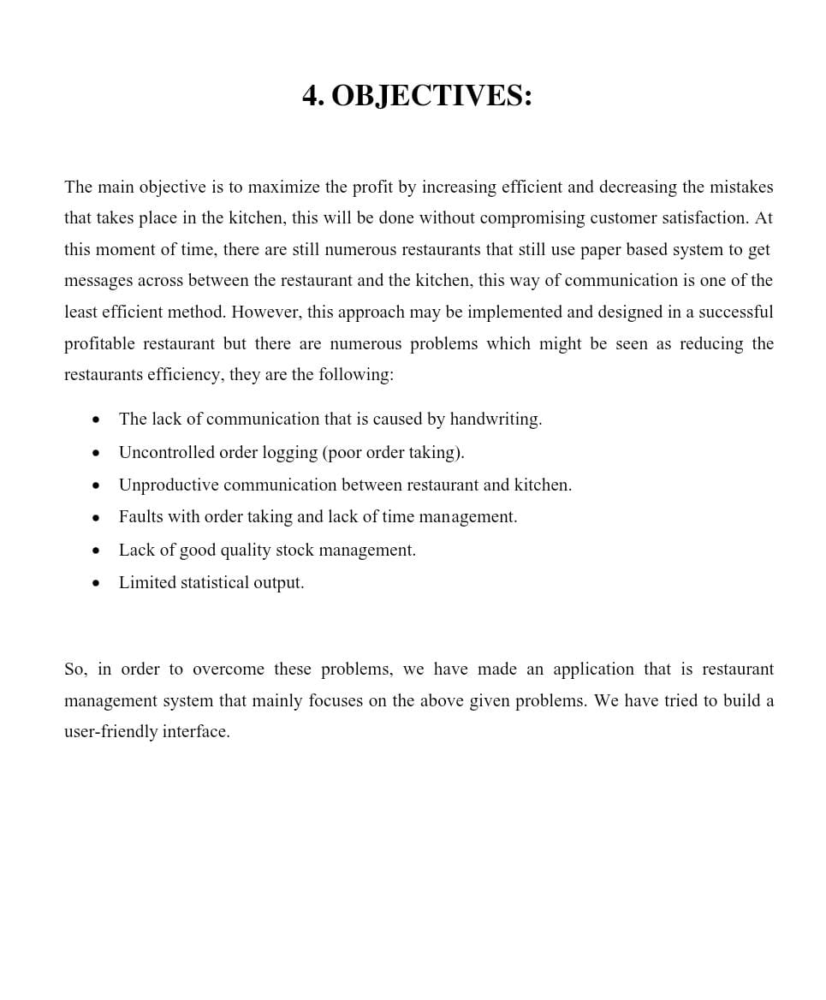 4. OBJECTIVES:
The main objective is to maximize the profit by increasing efficient and decreasing the mistakes
that takes place in the kitchen, this will be done without compromising customer satisfaction. At
this moment of time, there are still numerous restaurants that still use paper based system to get
messages across between the restaurant and the kitchen, this way of communication is one of the
least efficient method. However, this approach may be implemented and designed in a successful
profitable restaurant but there are numerous problems which might be seen as reducing the
restaurants efficiency, they are the following:
• The lack of communication that is caused by handwriting.
• Uncontrolled order logging (poor order taking).
• Unproductive communication between restaurant and kitchen.
• Faults with order taking and lack of time management.
• Lack of good quality stock management.
• Limited statistical output.
So, in order to overcome these problems, we have made an application that is restaurant
management system that mainly focuses on the above given problems. We have tried to build a
user-friendly interface.